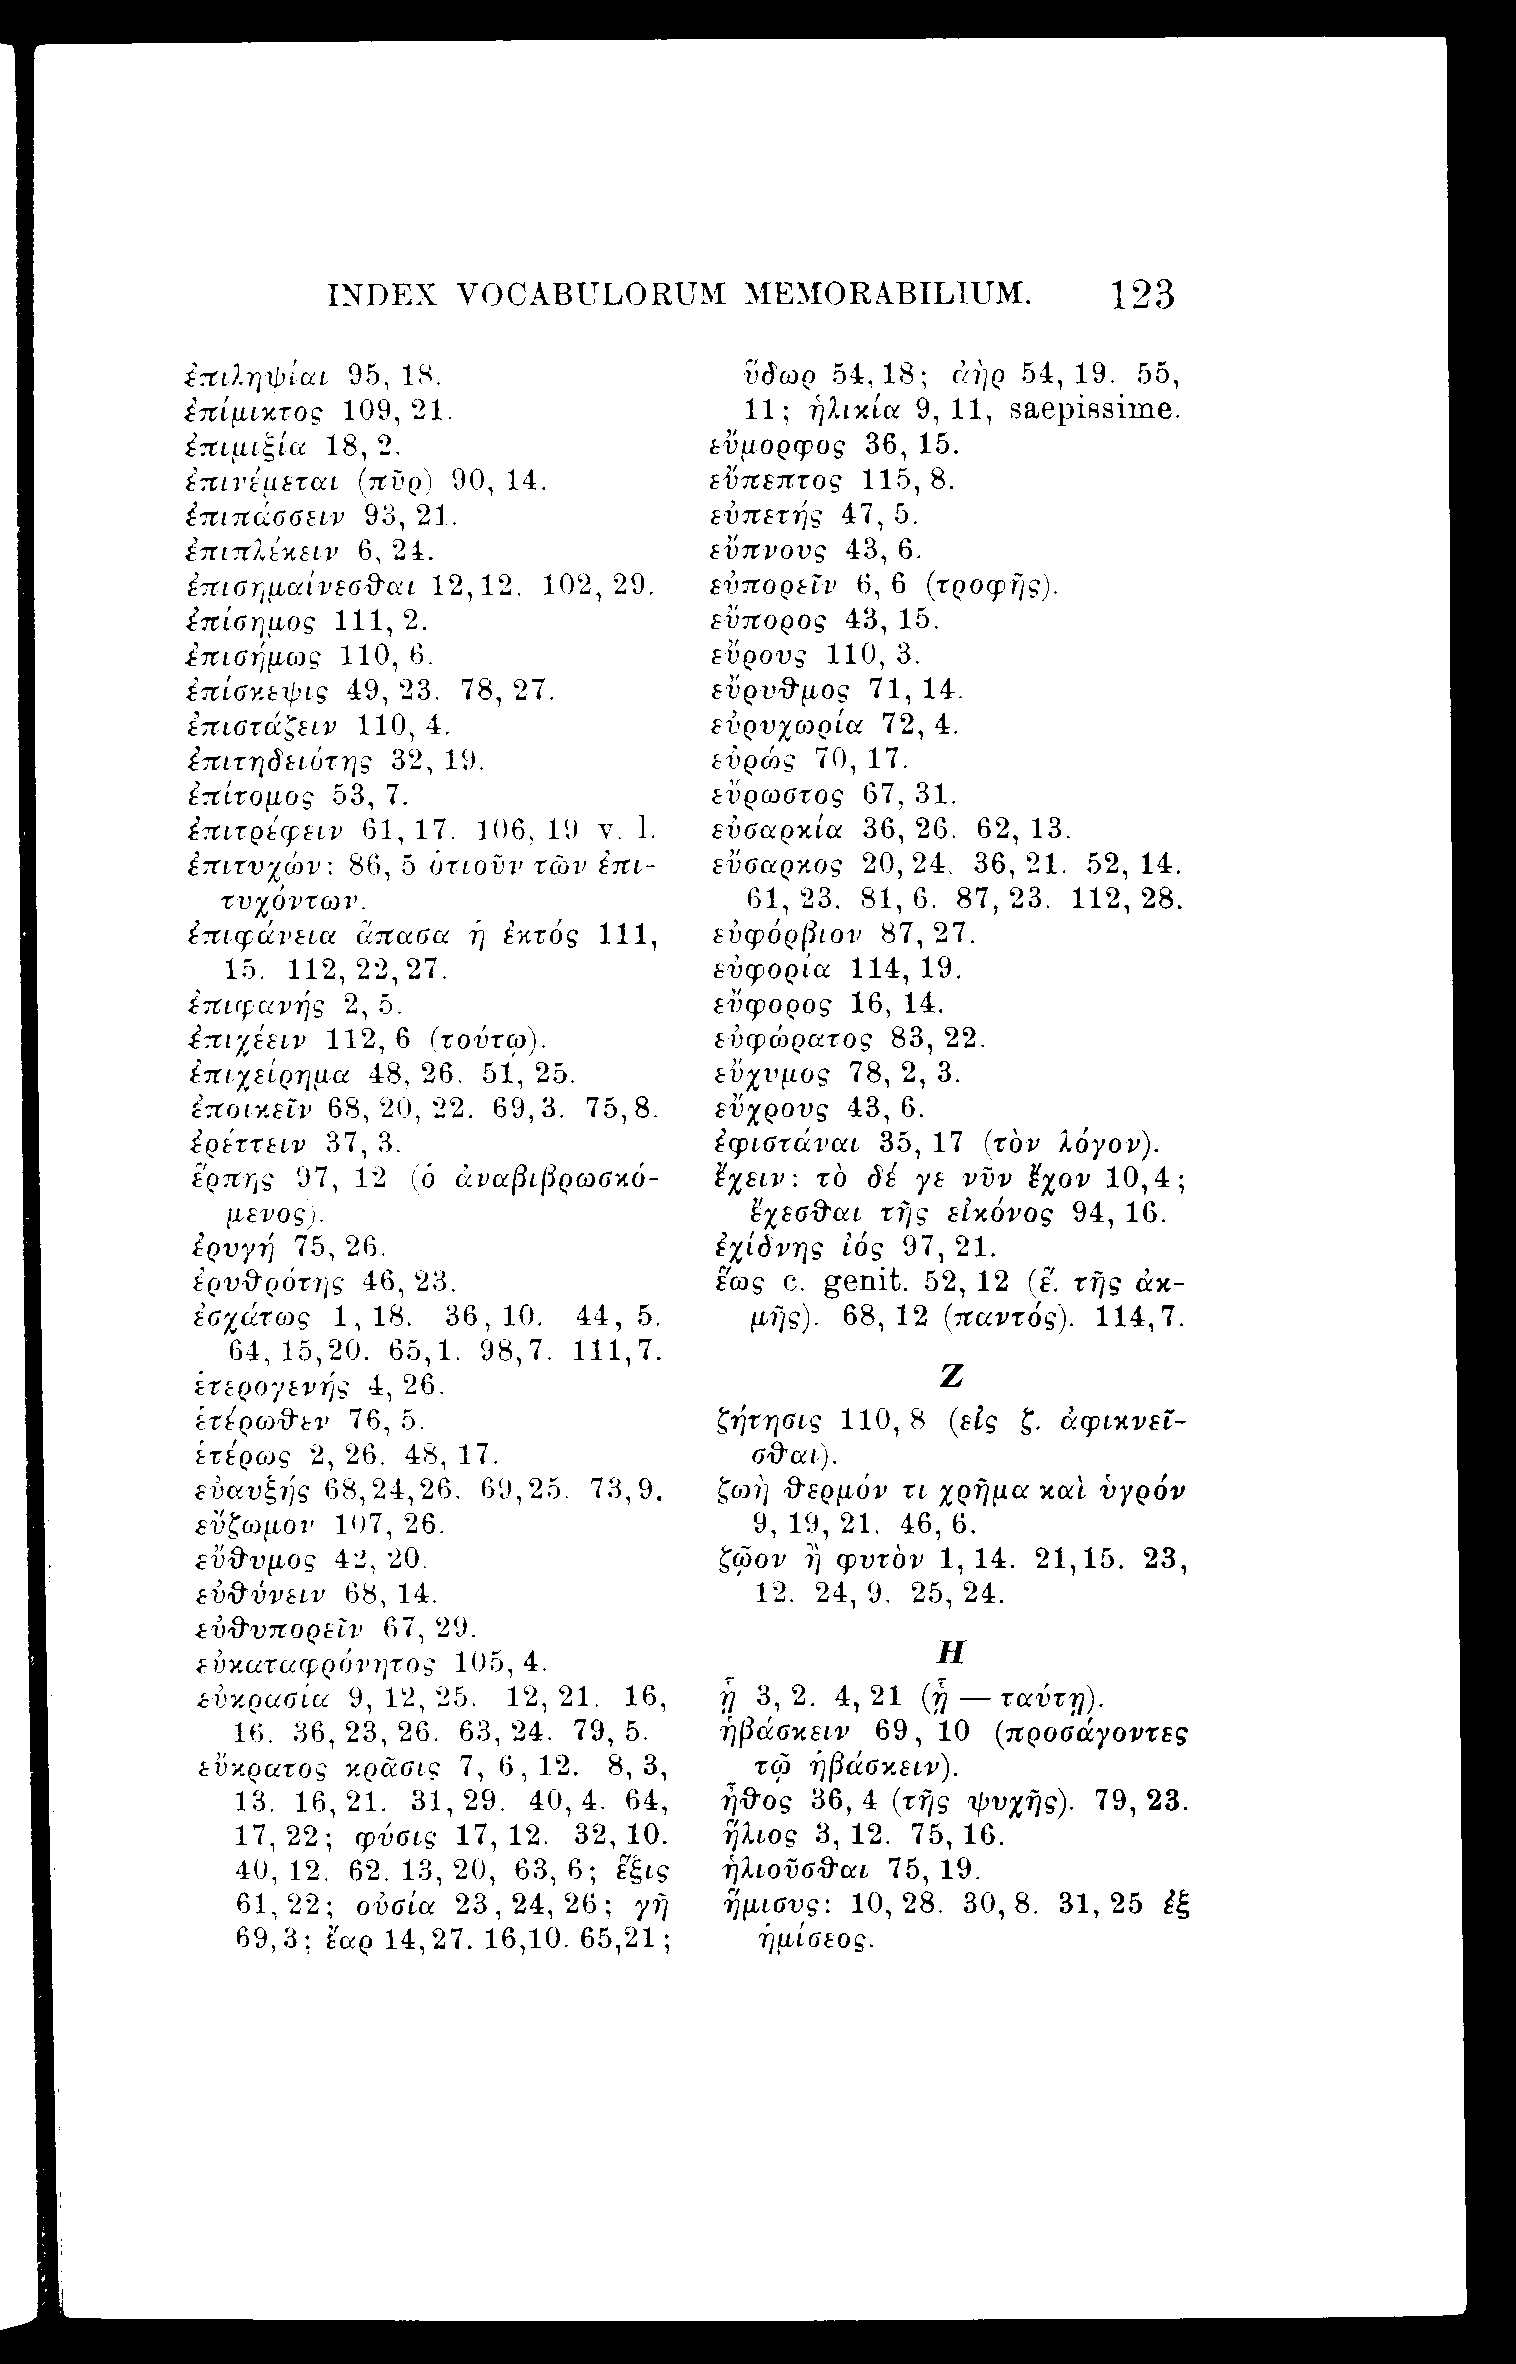 INDEX VOCABULORUM MEMORABILIUM. 123
ἐπιληψίαι 95, 18.
ἐπίμικτος 109, 21.
ἐπιμιξία 18, 2.
ἐπινέμεται (πῦρ) 90, 14.
ἐπιπάσσειν 93, 21.
ἐπιπλέκειν 6, 24.
ἐπισημαίνεσθαι 12, 12. 102, 29.
ἐπίσημος 111, 2.
ἐπισήμως 110, 6.
ἐπίσκεψις 49, 23. 78, 27.
ἐπιστάζειν 110, 4.
ἐπιτηδειότης 32, 19.
ἐπίτομος 53, 7.
ἐπιτρέφειν 61, 17. 106, 19 v. l.
ἐπιτυχών: 86, 5 ὁτιοῦν τῶν ἐπι-
τυχόντων.
ἐπιφάνεια ἅπασα ἡ ἐκτός 111,
15. 112, 22, 27.
ἐπιφανής 2, 5.
ἐπιχέειν 112, 6 (τούτῳ).
ἐπιχείρημα 48, 26. 51, 25.
ἐποικεῖν 68, 20, 22. 69, 3. 75, 8.
ἐρέττειν 37, 3.
ἕρπης 97, 12 (ὁ ἀναβιβρωσκό-
μενος).
ἐρυγή 75, 26.
ἐρυθρότης 46, 23.
ἐσχάτως 1, 18. 36, 10. 44, 5.
64, 15, 20. 65, 1. 98, 7. 111, 7.
ἑτερογενής 4, 26.
ἑτέρωθεν 76, 5.
ἑτέρως 2, 26. 48, 17.
εὐαυξής 68, 24, 26. 69, 25. 73, 9.
εὔζωμον 107, 26.
εὔθυμος 42, 20.
εὐθύνειν 68, 14.
εὐθυπορεῖν 67, 29.
εὐκαταφρόνητος 105, 4.
εὐκρασία 9, 12, 25. 12, 21. 16,
16. 36, 23, 26. 63, 24. 79, 5.
εὔκρατος κρᾶσις 7, 6, 12. 8, 3,
13. 16, 21. 31, 29. 40, 4. 64,
17, 22; φύσις 17, 12. 32, 10.
40, 12. 62. 13, 20, 63, 6; ἕξις
61, 22; οὐσία 23, 24, 26; γῆ
69, 3; ἔαρ 14, 27. 16, 10. 65, 21;
ὕδωρ 54, 18; ἀὴρ 54, 19. 55,
11; ἡλικία 9, 11, saepissime.
εὔμορφος 36, 15.
εὔπεπτος 115, 8.
εὐπετής 47, 5.
εὔπνους 43, 6.
εὐπορεῖν 6, 6 (τροφῆς).
εὔπορος 43, 15.
εὔρους 110, 3.
εὔρυθμος 71, 14.
εὐρυχωρία 72, 4.
εὐρώς 70, 17.
εὔρωστος 67, 31.
εὐσαρκία 36, 26. 62, 13.
εὔσαρκος 20, 24. 36, 21. 52, 14.
61, 23. 81, 6. 87, 23. 112, 28.
εὐφόρβιον 87, 27.
εὐφορία 114, 19.
εὔφορος 16, 14.
εὐφώρατος 83, 22.
εὔχυμος 78, 2, 3.
εὔχρους 43, 6.
ἐφιστάναι 35, 17 (τὸν λόγον).
ἔχειν: τὸ δέ γε νῦν ἔχον 10, 4;
ἔχεσθαι τῆς εἰκόνος 94, 16.
ἐχίδνης ἰός 97, 21.
ἕως c. genit. 52, 12 (ἕ. τῆς ἀκ-
μῆς). 68, 12 (παντός). 114, 7.
Z
ζήτησις 110, 8 (εἰς ζ. ἀφικνεῖ-
σθαι).
ζωὴ θερμόν τι χρῆμα καὶ ὑγρόν
9, 19, 21. 46, 6.
ζῷον ἢ φυτὸν 1, 14. 21, 15. 23,
12. 24, 9. 25, 24.
H
ᾗ 3, 2. 4, 21 (ᾗ — ταύτῃ).
ἡβάσκειν 69, 10 (προσάγοντες
τῷ ἡβάσκειν).
ἦθος 36, 4 (τῆς ψυχῆς). 79, 23.
ἥλιος 3, 12. 75, 16.
ἡλιοῦσθαι 75, 19.
ἥμισυς: 10, 28. 30, 8. 31, 25 ἐξ
ἡμίσεος.